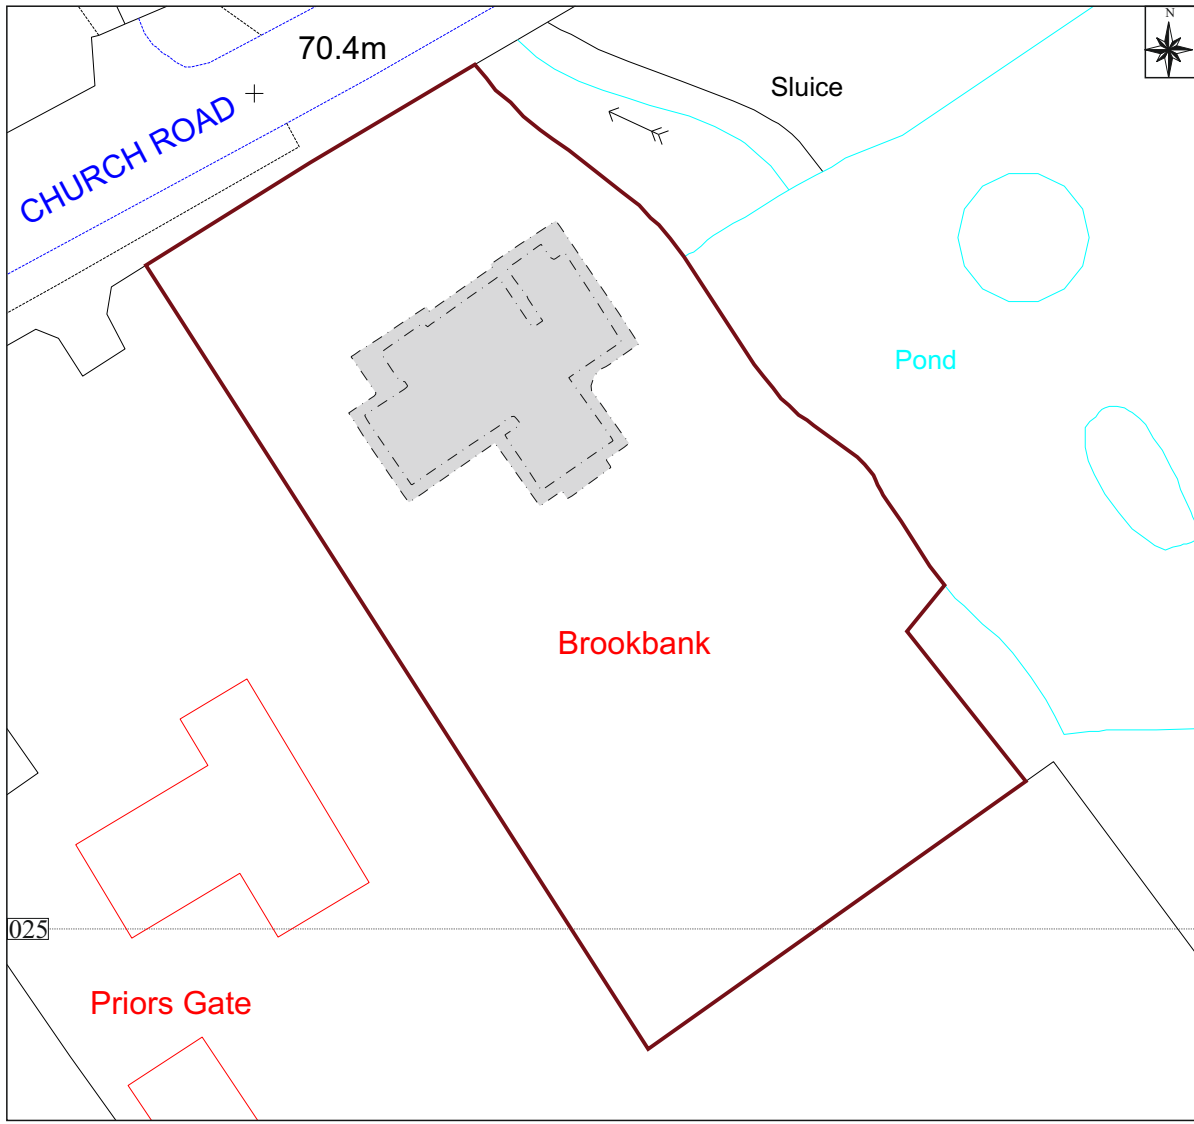 N
70.4m
Sluice
CHURCH ROAD
Pond
Brookbank
025
Priors Gate